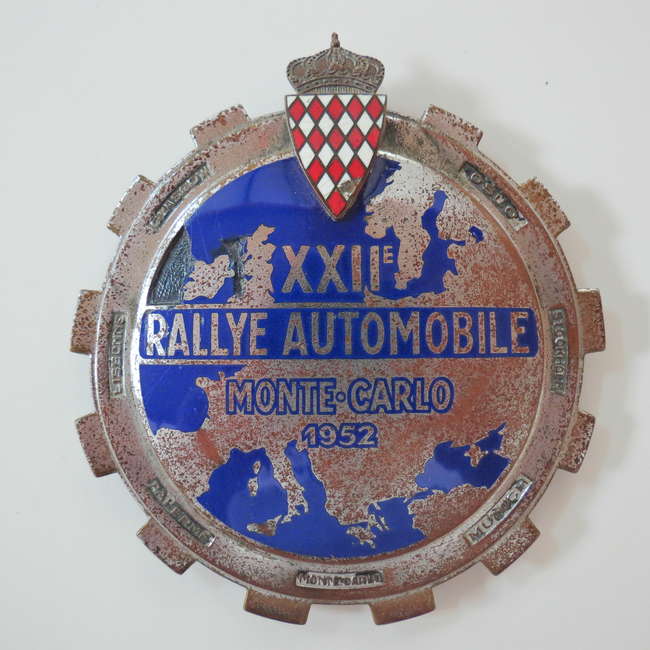 XXIIE
RALLYE AUTOMOBILE
MONTE-CARLO
1952
GLASGOW
OSLO
LISBONNE
STOCKHOLM
PALERME
MUNICH
MONTE-CARLO